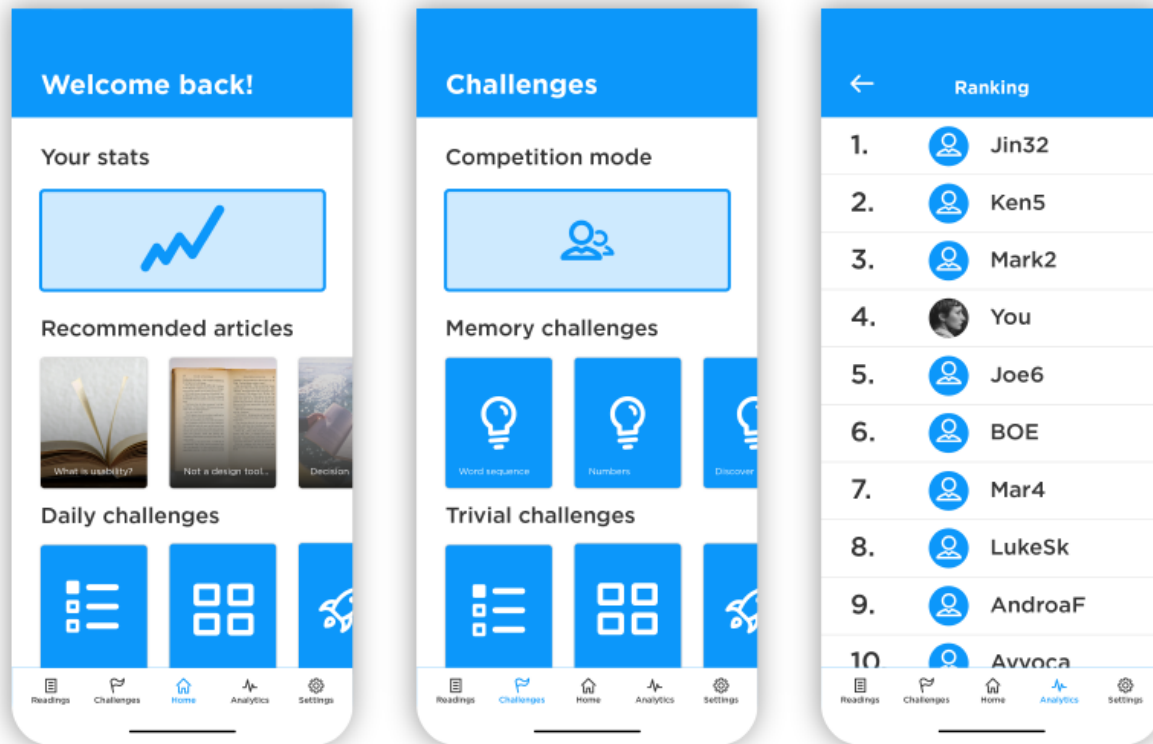 Welcome back!
Your stats
Recommended articles
What is usability?
Not a design tool...
Decision
Daily challenges
Readings
Challenges
Home
Analytics
Settings
Challenges
Competition mode
Memory challenges
Word sequence
Numbers
Discover
Trivial challenges
Readings
Challenges
Home
Analytics
Settings
Ranking
1. Jin32
2. Ken5
3. Mark2
4. You
5. Joe6
6. BOE
7. Mar4
8. LukeSk
9. AndroaF
10. Avvoca
Readings
Challenges
Home
Analytics
Settings